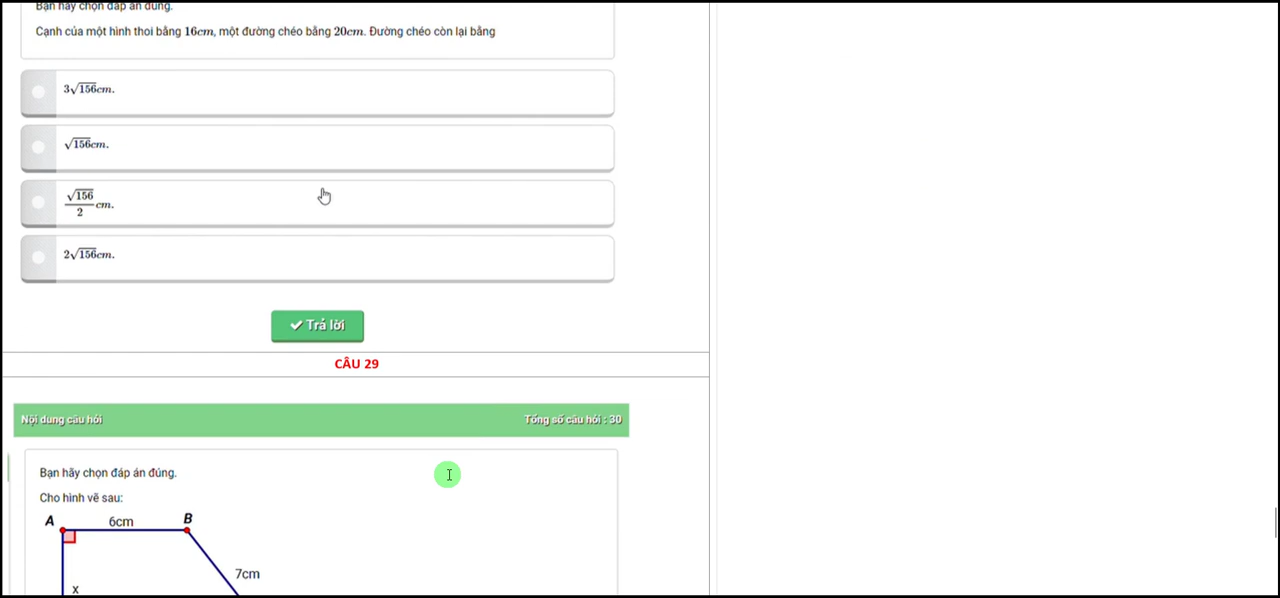 Bạn hãy chọn đáp án đúng.
Cạnh của một hình thoi bằng 16cm, một đường chéo bằng 20cm. Đường chéo còn lại bằng
3√156cm.
√156cm.
√156/2 cm.
2√156cm.
✔ Trả lời
CÂU 29
Nội dung câu hỏi Tổng số câu hỏi : 30
Bạn hãy chọn đáp án đúng.
Cho hình vẽ sau:
A 6cm B
7cm
x